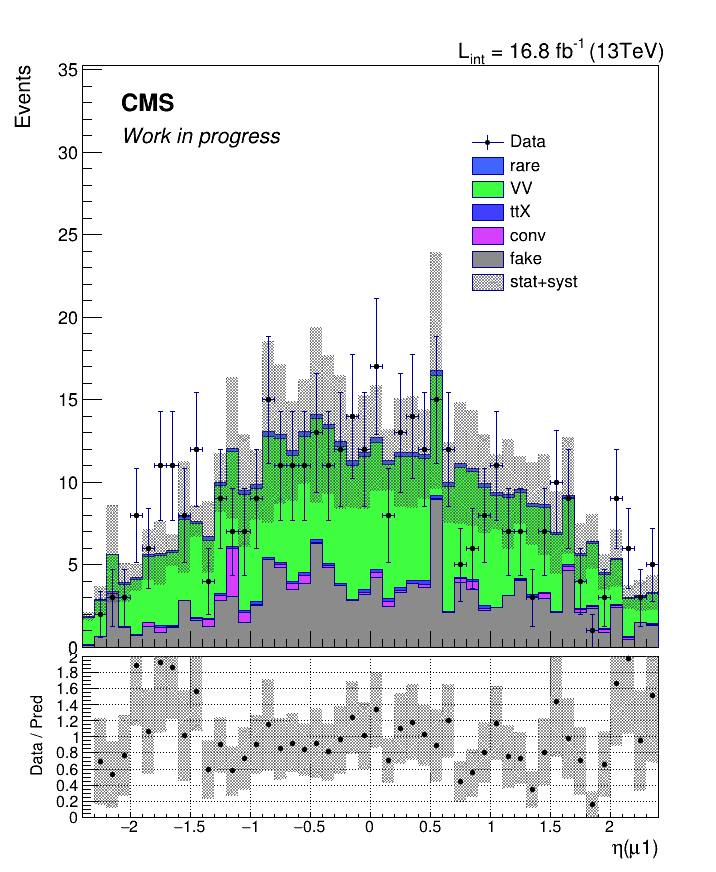 L_int = 16.8 fb^-1 (13TeV)
Events
35
30
25
20
15
10
5
0
CMS
Work in progress
Data
rare
VV
ttX
conv
fake
stat+syst
Data / Pred
2
1.8
1.6
1.4
1.2
1
0.8
0.6
0.4
0.2
0
−2 −1.5 −1 −0.5 0 0.5 1 1.5 2
η(μ1)